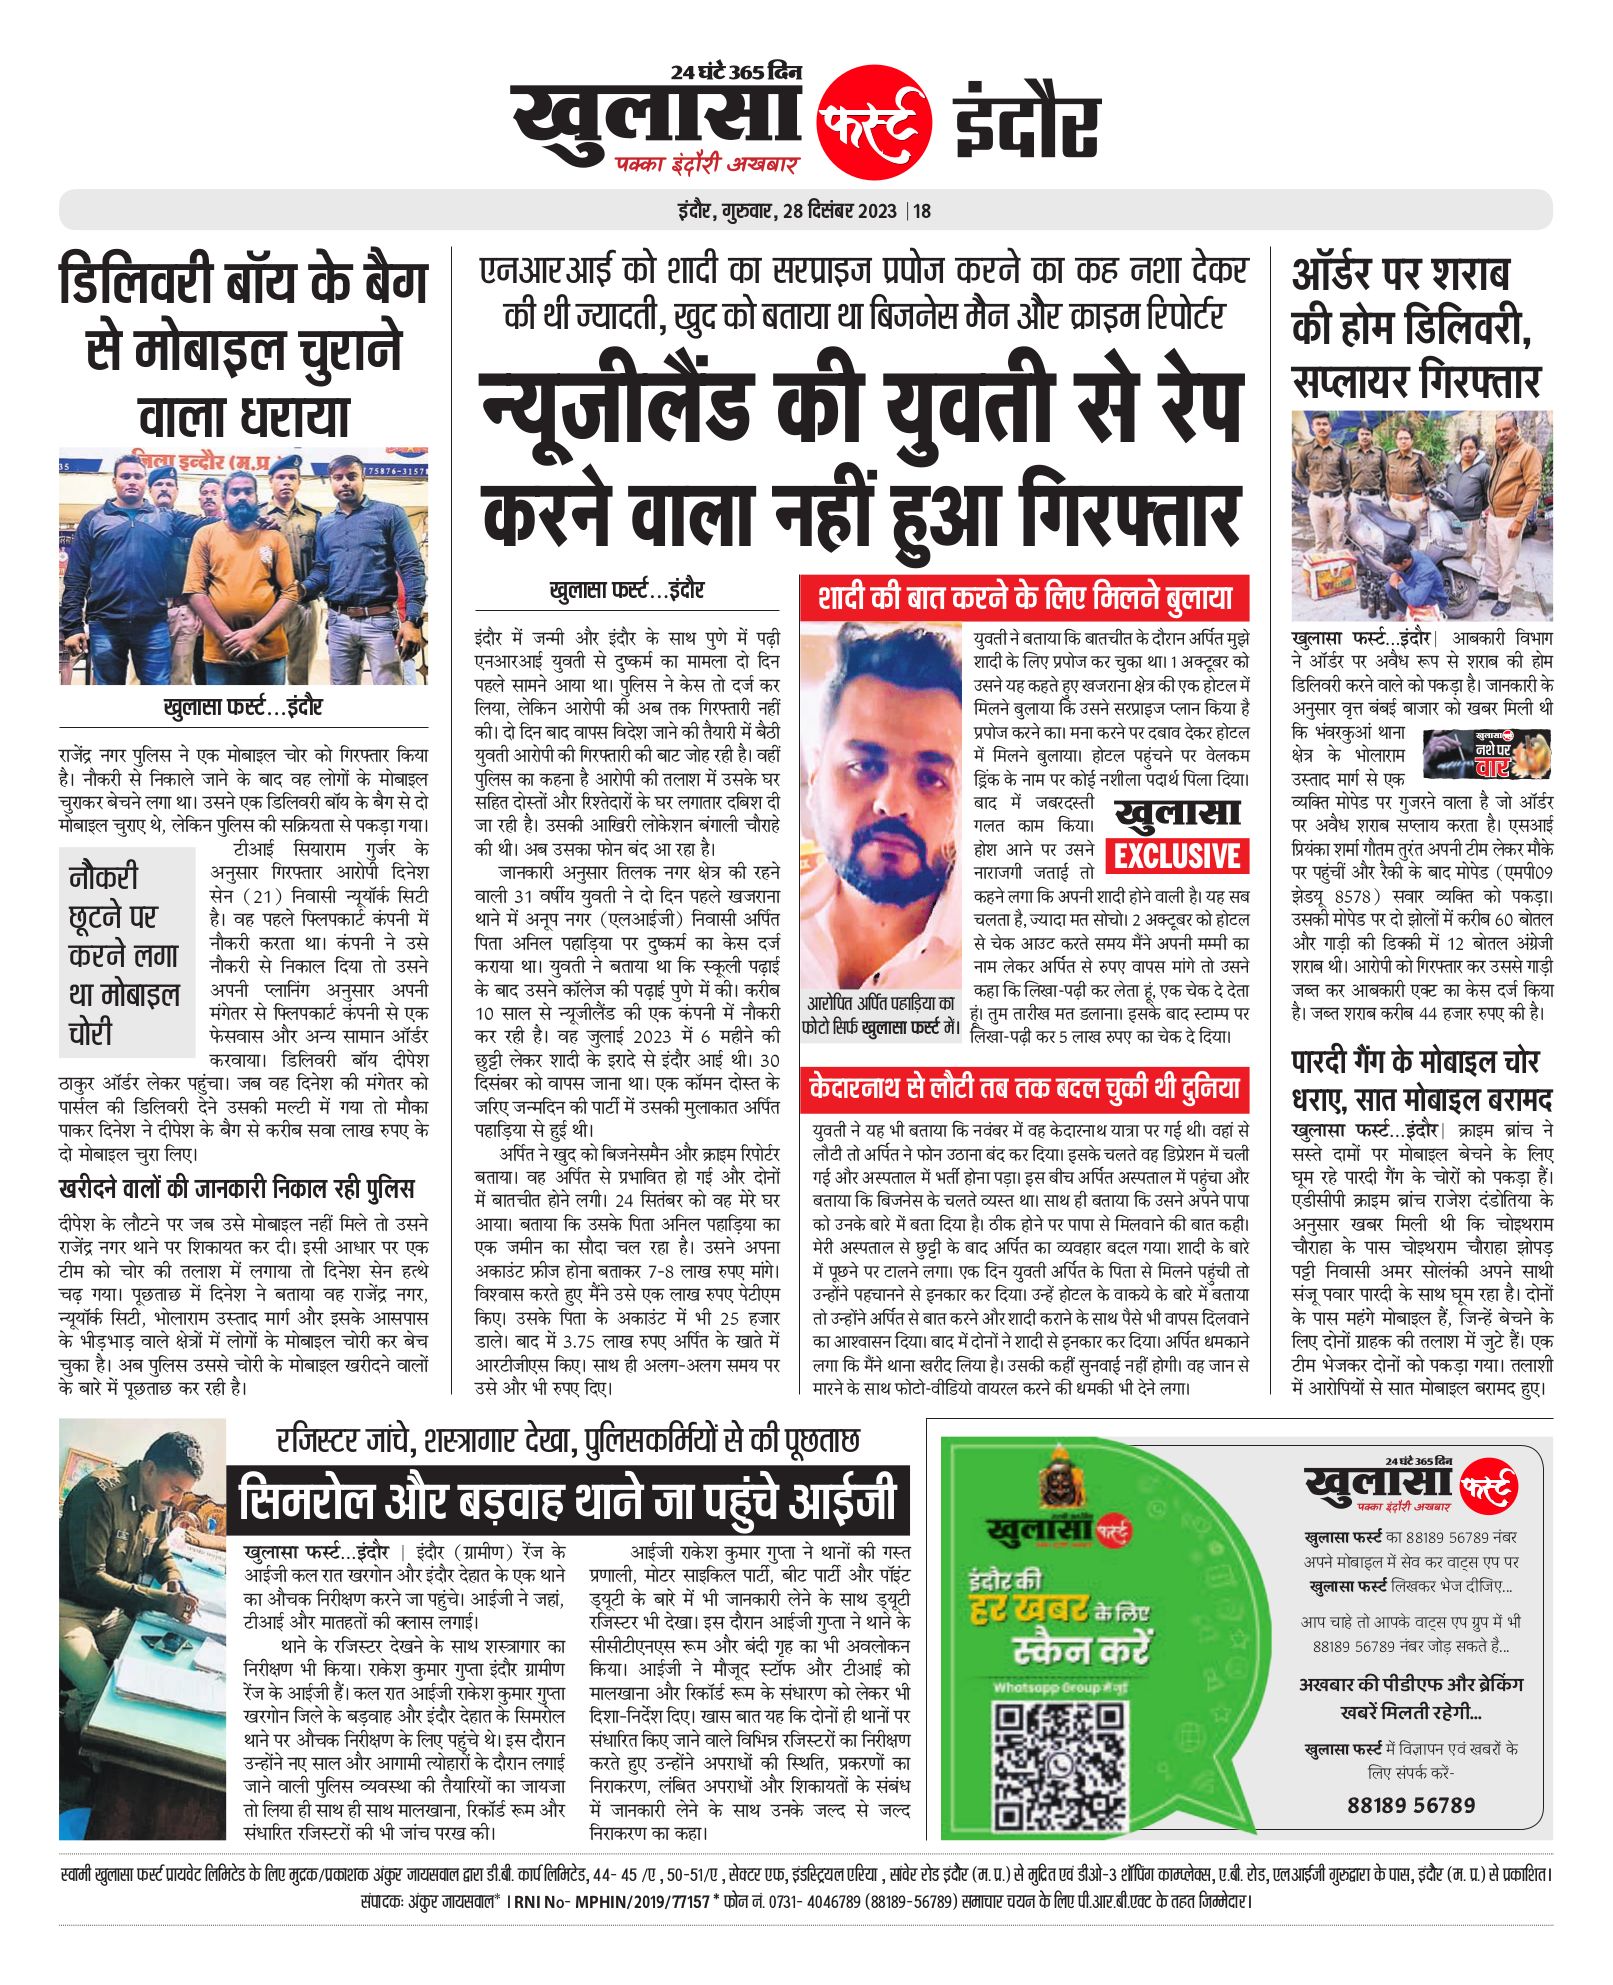 24 घंटे 365 दिन
खुलासा फर्स्ट इंदौर
पक्का इंदौरी अखबार
इंदौर, गुरुवार, 28 दिसंबर 2023 | 18
डिलिवरी बॉय के बैग
से मोबाइल चुराने
वाला धराया
जिला इन्दौर (म.प्र.)
खुलासा फर्स्ट...इंदौर
राजेंद्र नगर पुलिस ने एक मोबाइल चोर को गिरफ्तार किया
है। नौकरी से निकाले जाने के बाद वह लोगों के मोबाइल
चुराकर बेचने लगा था। उसने एक डिलिवरी बॉय के बैग से दो
मोबाइल चुराए थे, लेकिन पुलिस की सक्रियता से पकड़ा गया।
टीआई सियाराम गुर्जर के
अनुसार गिरफ्तार आरोपी दिनेश
सेन (21) निवासी न्यूयॉर्क सिटी
है। वह पहले फ्लिपकार्ट कंपनी में
नौकरी करता था। कंपनी ने उसे
नौकरी से निकाल दिया तो उसने
अपनी प्लानिंग अनुसार अपनी
मंगेतर से फ्लिपकार्ट कंपनी से एक
फेसवास और अन्य सामान ऑर्डर
करवाया। डिलिवरी बॉय दीपेश
ठाकुर ऑर्डर लेकर पहुंचा। जब वह दिनेश की मंगेतर को
पार्सल की डिलिवरी देने उसकी मल्टी में गया तो मौका
पाकर दिनेश ने दीपेश के बैग से करीब सवा लाख रुपए के
दो मोबाइल चुरा लिए।
नौकरी
छूटने पर
करने लगा
था मोबाइल
चोरी
खरीदने वालों की जानकारी निकाल रही पुलिस
दीपेश के लौटने पर जब उसे मोबाइल नहीं मिले तो उसने
राजेंद्र नगर थाने पर शिकायत कर दी। इसी आधार पर एक
टीम को चोर की तलाश में लगाया तो दिनेश सेन हत्थे
चढ़ गया। पूछताछ में दिनेश ने बताया वह राजेंद्र नगर,
न्यूयॉर्क सिटी, भोलाराम उस्ताद मार्ग और इसके आसपास
के भीड़भाड़ वाले क्षेत्रों में लोगों के मोबाइल चोरी कर बेच
चुका है। अब पुलिस उससे चोरी के मोबाइल खरीदने वालों
के बारे में पूछताछ कर रही है।
एनआरआई को शादी का सरप्राइज प्रपोज करने का कह नशा देकर
की थी ज्यादती, खुद को बताया था बिजनेस मैन और क्राइम रिपोर्टर
न्यूजीलैंड की युवती से रेप
करने वाला नहीं हुआ गिरफ्तार
खुलासा फर्स्ट...इंदौर
इंदौर में जन्मी और इंदौर के साथ पुणे में पढ़ी
एनआरआई युवती से दुष्कर्म का मामला दो दिन
पहले सामने आया था। पुलिस ने केस तो दर्ज कर
लिया, लेकिन आरोपी की अब तक गिरफ्तारी नहीं
की। दो दिन बाद वापस विदेश जाने की तैयारी में बैठी
युवती आरोपी की गिरफ्तारी की बाट जोह रही है। वहीं
पुलिस का कहना है आरोपी की तलाश में उसके घर
सहित दोस्तों और रिश्तेदारों के घर लगातार दबिश दी
जा रही है। उसकी आखिरी लोकेशन बंगाली चौराहे
की थी। अब उसका फोन बंद आ रहा है।
जानकारी अनुसार तिलक नगर क्षेत्र की रहने
वाली 31 वर्षीय युवती ने दो दिन पहले खजराना
थाने में अनूप नगर (एलआईजी) निवासी अर्पित
पिता अनिल पहाड़िया पर दुष्कर्म का केस दर्ज
कराया था। युवती ने बताया था कि स्कूली पढ़ाई
के बाद उसने कॉलेज की पढ़ाई पुणे में की। करीब
10 साल से न्यूजीलैंड की एक कंपनी में नौकरी
कर रही है। वह जुलाई 2023 में 6 महीने की
छुट्टी लेकर शादी के इरादे से इंदौर आई थी। 30
दिसंबर को वापस जाना था। एक कॉमन दोस्त के
जरिए जन्मदिन की पार्टी में उसकी मुलाकात अर्पित
पहाड़िया से हुई थी।
अर्पित ने खुद को बिजनेसमैन और क्राइम रिपोर्टर
बताया। वह अर्पित से प्रभावित हो गई और दोनों
में बातचीत होने लगी। 24 सितंबर को वह मेरे घर
आया। बताया कि उसके पिता अनिल पहाड़िया का
एक जमीन का सौदा चल रहा है। उसने अपना
अकाउंट फ्रीज होना बताकर 7-8 लाख रुपए मांगे।
विश्वास करते हुए मैंने उसे एक लाख रुपए पेटीएम
किए। उसके पिता के अकाउंट में भी 25 हजार
डाले। बाद में 3.75 लाख रुपए अर्पित के खाते में
आरटीजीएस किए। साथ ही अलग-अलग समय पर
उसे और भी रुपए दिए।
शादी की बात करने के लिए मिलने बुलाया
आरोपित अर्पित पहाड़िया का
फोटो सिर्फ खुलासा फर्स्ट में।
युवती ने बताया कि बातचीत के दौरान अर्पित मुझे
शादी के लिए प्रपोज कर चुका था। 1 अक्टूबर को
उसने यह कहते हुए खजराना क्षेत्र की एक होटल में
मिलने बुलाया कि उसने सरप्राइज प्लान किया है
प्रपोज करने का। मना करने पर दबाव देकर होटल
में मिलने बुलाया। होटल पहुंचने पर वेलकम
ड्रिंक के नाम पर कोई नशीला पदार्थ पिला दिया।
बाद में जबरदस्ती
गलत काम किया।
होश आने पर उसने
नाराजगी जताई तो
कहने लगा कि अपनी शादी होने वाली है। यह सब
चलता है, ज्यादा मत सोचो। 2 अक्टूबर को होटल
से चेक आउट करते समय मैंने अपनी मम्मी का
नाम लेकर अर्पित से रुपए वापस मांगे तो उसने
कहा कि लिखा-पढ़ी कर लेता हूं, एक चेक दे देता
हूं। तुम तारीख मत डलाना। इसके बाद स्टाम्प पर
लिखा-पढ़ी कर 5 लाख रुपए का चेक दे दिया।
खुलासा
EXCLUSIVE
केदारनाथ से लौटी तब तक बदल चुकी थी दुनिया
युवती ने यह भी बताया कि नवंबर में वह केदारनाथ यात्रा पर गई थी। वहां से
लौटी तो अर्पित ने फोन उठाना बंद कर दिया। इसके चलते वह डिप्रेशन में चली
गई और अस्पताल में भर्ती होना पड़ा। इस बीच अर्पित अस्पताल में पहुंचा और
बताया कि बिजनेस के चलते व्यस्त था। साथ ही बताया कि उसने अपने पापा
को उनके बारे में बता दिया है। ठीक होने पर पापा से मिलवाने की बात कही।
मेरी अस्पताल से छुट्टी के बाद अर्पित का व्यवहार बदल गया। शादी के बारे
में पूछने पर टालने लगा। एक दिन युवती अर्पित के पिता से मिलने पहुंची तो
उन्होंने पहचानने से इनकार कर दिया। उन्हें होटल के वाकये के बारे में बताया
तो उन्होंने अर्पित से बात करने और शादी कराने के साथ पैसे भी वापस दिलवाने
का आश्वासन दिया। बाद में दोनों ने शादी से इनकार कर दिया। अर्पित धमकाने
लगा कि मैंने थाना खरीद लिया है। उसकी कहीं सुनवाई नहीं होगी। वह जान से
मारने के साथ फोटो-वीडियो वायरल करने की धमकी भी देने लगा।
ऑर्डर पर शराब
की होम डिलिवरी,
सप्लायर गिरफ्तार
खुलासा फर्स्ट...इंदौर| आबकारी विभाग
ने ऑर्डर पर अवैध रूप से शराब की होम
डिलिवरी करने वाले को पकड़ा है। जानकारी के
अनुसार वृत्त बंबई बाजार को खबर मिली थी
कि भंवरकुआं थाना
क्षेत्र के भोलाराम
उस्ताद मार्ग से एक
खुलासा
नशे पर
वार
व्यक्ति मोपेड पर गुजरने वाला है जो ऑर्डर
पर अवैध शराब सप्लाय करता है। एसआई
प्रियंका शर्मा गौतम तुरंत अपनी टीम लेकर मौके
पर पहुंचीं और रैकी के बाद मोपेड (एमपी09
झेडयू 8578) सवार व्यक्ति को पकड़ा।
उसकी मोपेड पर दो झोलों में करीब 60 बोतल
और गाड़ी की डिक्की में 12 बोतल अंग्रेजी
शराब थी। आरोपी को गिरफ्तार कर उससे गाड़ी
जब्त कर आबकारी एक्ट का केस दर्ज किया
है। जब्त शराब करीब 44 हजार रुपए की है।
पारदी गैंग के मोबाइल चोर
धराए, सात मोबाइल बरामद
खुलासा फर्स्ट...इंदौर| क्राइम ब्रांच ने
सस्ते दामों पर मोबाइल बेचने के लिए
घूम रहे पारदी गैंग के चोरों को पकड़ा हैं।
एडीसीपी क्राइम ब्रांच राजेश दंडोतिया के
अनुसार खबर मिली थी कि चोइथराम
चौराहा के पास चोइथराम चौराहा झोपड़
पट्टी निवासी अमर सोलंकी अपने साथी
संजू पवार पारदी के साथ घूम रहा है। दोनों
के पास महंगे मोबाइल हैं, जिन्हें बेचने के
लिए दोनों ग्राहक की तलाश में जुटे हैं। एक
टीम भेजकर दोनों को पकड़ा गया। तलाशी
में आरोपियों से सात मोबाइल बरामद हुए।
रजिस्टर जांचे, शस्त्रागार देखा, पुलिसकर्मियों से की पूछताछ
सिमरोल और बड़वाह थाने जा पहुंचे आईजी
खुलासा फर्स्ट...इंदौर | इंदौर (ग्रामीण) रेंज के
आईजी कल रात खरगोन और इंदौर देहात के एक थाने
का औचक निरीक्षण करने जा पहुंचे। आईजी ने जहां,
टीआई और मातहतों की क्लास लगाई।
थाने के रजिस्टर देखने के साथ शस्त्रागार का
निरीक्षण भी किया। राकेश कुमार गुप्ता इंदौर ग्रामीण
रेंज के आईजी हैं। कल रात आईजी राकेश कुमार गुप्ता
खरगोन जिले के बड़वाह और इंदौर देहात के सिमरोल
थाने पर औचक निरीक्षण के लिए पहुंचे थे। इस दौरान
उन्होंने नए साल और आगामी त्योहारों के दौरान लगाई
जाने वाली पुलिस व्यवस्था की तैयारियों का जायजा
तो लिया ही साथ ही साथ मालखाना, रिकॉर्ड रूम और
संधारित रजिस्टरों की भी जांच परख की।
आईजी राकेश कुमार गुप्ता ने थानों की गस्त
प्रणाली, मोटर साइकिल पार्टी, बीट पार्टी और पॉइंट
ड्यूटी के बारे में भी जानकारी लेने के साथ ड्यूटी
रजिस्टर भी देखा। इस दौरान आईजी गुप्ता ने थाने के
सीसीटीएनएस रूम और बंदी गृह का भी अवलोकन
किया। आईजी ने मौजूद स्टॉफ और टीआई को
मालखाना और रिकॉर्ड रूम के संधारण को लेकर भी
दिशा-निर्देश दिए। खास बात यह कि दोनों ही थानों पर
संधारित किए जाने वाले विभिन्न रजिस्टरों का निरीक्षण
करते हुए उन्होंने अपराधों की स्थिति, प्रकरणों का
निराकरण, लंबित अपराधों और शिकायतों के संबंध
में जानकारी लेने के साथ उनके जल्द से जल्द
निराकरण का कहा।
खुलासा फर्स्ट
इंदौर की
हर खबर के लिए
स्कैन करें
Whatsapp Group से जुड़ें
24 घंटे 365 दिन
खुलासा फर्स्ट
पक्का इंदौरी अखबार
खुलासा फर्स्ट का 88189 56789 नंबर
अपने मोबाइल में सेव कर वाट्स एप पर
खुलासा फर्स्ट लिखकर भेज दीजिए...
आप चाहे तो आपके वाट्स एप ग्रुप में भी
88189 56789 नंबर जोड़ सकते है...
अखबार की पीडीएफ और ब्रेकिंग
खबरें मिलती रहेगी...
खुलासा फर्स्ट में विज्ञापन एवं खबरों के
लिए संपर्क करें-
88189 56789
स्वामी खुलासा फर्स्ट प्रायवेट लिमिटेड के लिए मुद्रक/प्रकाशक अंकुर जायसवाल द्वारा डी.बी. कार्प लिमिटेड, 44- 45 /ए , 50-51/ए , सेक्टर एफ, इंडस्ट्रियल एरिया , सांवेर रोड इंदौर (म. प्र.) से मुद्रित एवं डीओ-3 शॉपिंग काम्प्लेक्स, ए.बी. रोड, एलआईजी गुरुद्वारा के पास, इंदौर (म. प्र.) से प्रकाशित।
संपादकः अंकुर जायसवाल* । RNI No- MPHIN/2019/77157 * फोन नं. 0731- 4046789 (88189-56789) समाचार चयन के लिए पी.आर.बी.एक्ट के तहत जिम्मेदार।